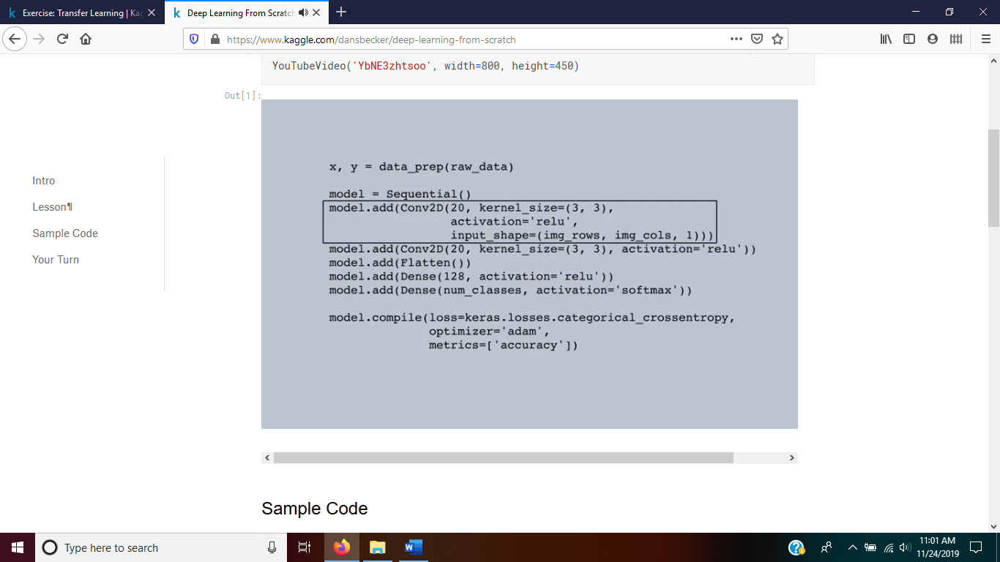 Exercise: Transfer Learning | Kag
Deep Learning From Scratch
https://www.kaggle.com/dansbecker/deep-learning-from-scratch
YouTubeVideo('YbNE3zhtsoo', width=800, height=450)
Out[1]:
Intro
Lesson¶
Sample Code
Your Turn
x, y = data_prep(raw_data)
model = Sequential()
model.add(Conv2D(20, kernel_size=(3, 3),
activation='relu',
input_shape=(img_rows, img_cols, 1)))
model.add(Conv2D(20, kernel_size=(3, 3), activation='relu'))
model.add(Flatten())
model.add(Dense(128, activation='relu'))
model.add(Dense(num_classes, activation='softmax'))
model.compile(loss=keras.losses.categorical_crossentropy,
optimizer='adam',
metrics=['accuracy'])
Sample Code
Type here to search
11:01 AM
11/24/2019